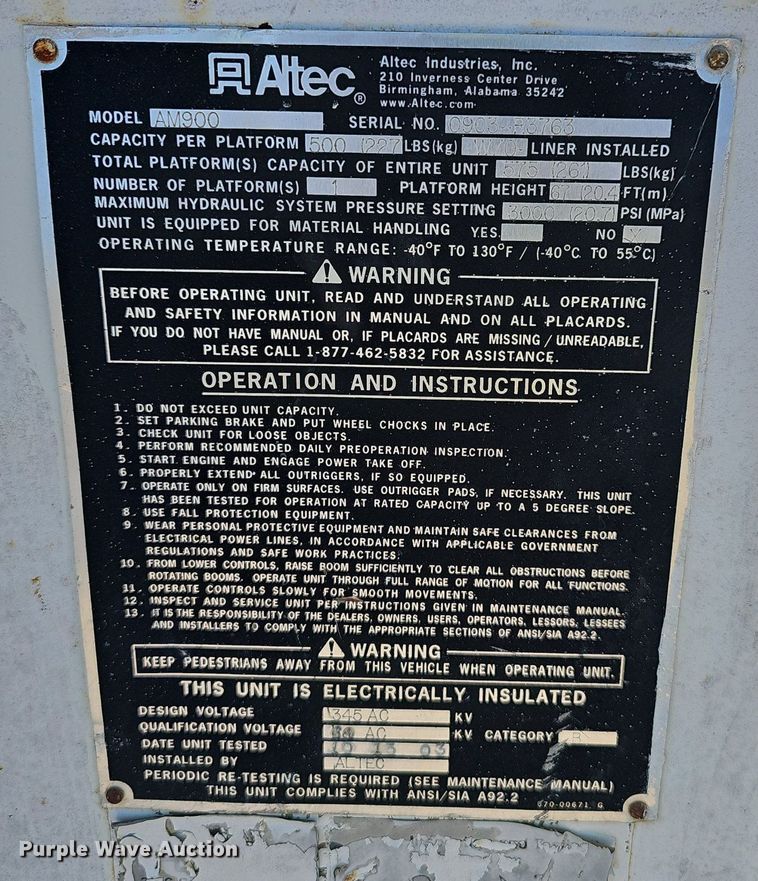 Altec®
Altec Industries, Inc.
210 Inverness Center Drive
Birmingham, Alabama 35242
www.Altec.com
MODEL AM900 SERIAL NO.
CAPACITY PER PLATFORM 500 (227) LBS(kg) LINER INSTALLED
TOTAL PLATFORM(S) CAPACITY OF ENTIRE UNIT 575 (261) LBS(kg)
NUMBER OF PLATFORM(S) 1 PLATFORM HEIGHT 67 (20.4 FT(m)
MAXIMUM HYDRAULIC SYSTEM PRESSURE SETTING 3000 (20.7) PSI (MPa)
UNIT IS EQUIPPED FOR MATERIAL HANDLING YES NO X
OPERATING TEMPERATURE RANGE: -40°F TO 130°F / (-40°C TO 55°C)
WARNING
BEFORE OPERATING UNIT, READ AND UNDERSTAND ALL OPERATING
AND SAFETY INFORMATION IN MANUAL AND ON ALL PLACARDS.
IF YOU DO NOT HAVE MANUAL OR, IF PLACARDS ARE MISSING / UNREADABLE,
PLEASE CALL 1-877-462-5832 FOR ASSISTANCE.
OPERATION AND INSTRUCTIONS
1. DO NOT EXCEED UNIT CAPACITY.
2. SET PARKING BRAKE AND PUT WHEEL CHOCKS IN PLACE.
3. CHECK UNIT FOR LOOSE OBJECTS.
4. PERFORM RECOMMENDED DAILY PREOPERATION INSPECTION.
5. START ENGINE AND ENGAGE POWER TAKE OFF.
6. PROPERLY EXTEND ALL OUTRIGGERS, IF SO EQUIPPED.
7. OPERATE ONLY ON FIRM SURFACES. USE OUTRIGGER PADS, IF NECESSARY. THIS UNIT
HAS BEEN TESTED FOR OPERATION AT RATED CAPACITY UP TO A 5 DEGREE SLOPE.
8. USE FALL PROTECTION EQUIPMENT.
9. WEAR PERSONAL PROTECTIVE EQUIPMENT AND MAINTAIN SAFE CLEARANCES FROM
ELECTRICAL POWER LINES, IN ACCORDANCE WITH APPLICABLE GOVERNMENT
REGULATIONS AND SAFE WORK PRACTICES.
10. FROM LOWER CONTROLS, RAISE BOOM SUFFICIENTLY TO CLEAR ALL OBSTRUCTIONS BEFORE
ROTATING BOOMS. OPERATE UNIT THROUGH FULL RANGE OF MOTION FOR ALL FUNCTIONS.
11. OPERATE CONTROLS SLOWLY FOR SMOOTH MOVEMENTS.
12. INSPECT AND SERVICE UNIT PER INSTRUCTIONS GIVEN IN MAINTENANCE MANUAL.
13. IT IS THE RESPONSIBILITY OF THE DEALERS, OWNERS, USERS, OPERATORS, LESSORS, LESSEES
AND INSTALLERS TO COMPLY WITH THE APPROPRIATE SECTIONS OF ANSI/SIA A92.2.
WARNING
KEEP PEDESTRIANS AWAY FROM THIS VEHICLE WHEN OPERATING UNIT.
THIS UNIT IS ELECTRICALLY INSULATED
DESIGN VOLTAGE 345 AC KV
QUALIFICATION VOLTAGE AC KV CATEGORY B
DATE UNIT TESTED 10 13 03
INSTALLED BY ALTEC
PERIODIC RE-TESTING IS REQUIRED (SEE MAINTENANCE MANUAL)
THIS UNIT COMPLIES WITH ANSI/SIA A92.2
070-00671 G
Purple Wave Auction